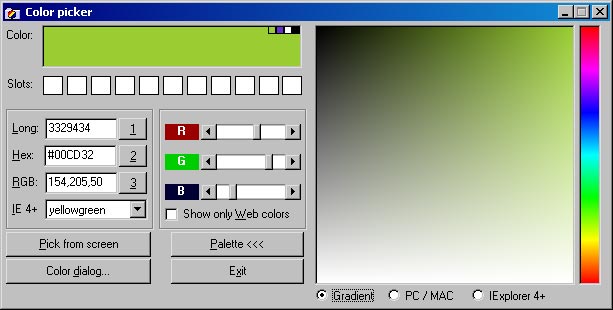 Color picker
Color:
Slots:
Long: 3329434 1
Hex: #00CD32 2
RGB: 154,205,50 3
IE 4+ yellowgreen
R
G
B
Show only Web colors
Pick from screen
Palette <<<
Color dialog...
Exit
Gradient PC / MAC IExplorer 4+